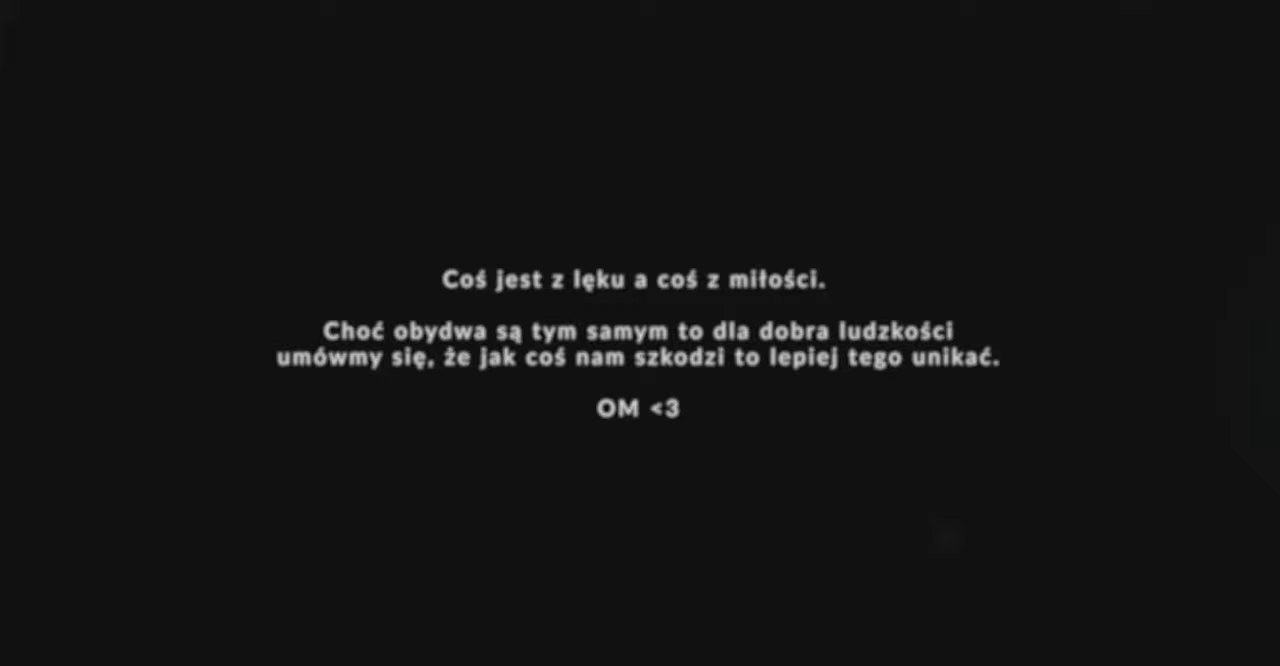 Coś jest z lęku a coś z miłości.
Choć obydwa są tym samym to dla dobra ludzkości
umówmy się, że jak coś nam szkodzi to lepiej tego unikać.
OM <3